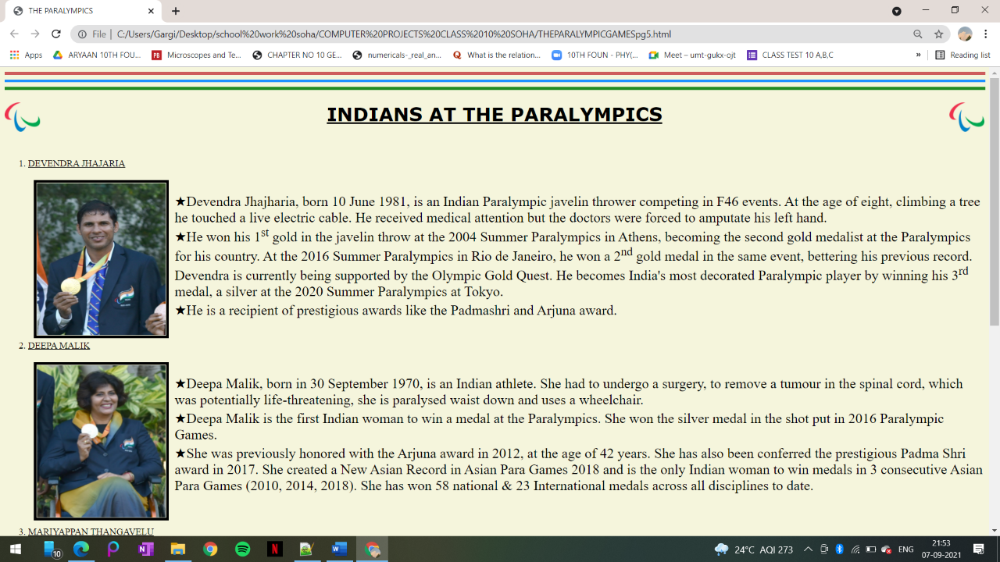 THE PARALYMPICS
File | C:/Users/Gargi/Desktop/school%20work%20soha/COMPUTER%20PROJECTS%20CLASS%2010%20SOHA/THEPARALYMPICGAMESpg5.html
Apps ARYAAN 10TH FOU... PB Microscopes and Te... CHAPTER NO 10 GE... numericals-_real_an... Q What is the relation... 10TH FOUN - PHY(... Meet – umt-gukx-ojt CLASS TEST 10 A,B,C » Reading list
INDIANS AT THE PARALYMPICS
1. DEVENDRA JHAJARIA
★Devendra Jhajharia, born 10 June 1981, is an Indian Paralympic javelin thrower competing in F46 events. At the age of eight, climbing a tree
he touched a live electric cable. He received medical attention but the doctors were forced to amputate his left hand.
★He won his 1st gold in the javelin throw at the 2004 Summer Paralympics in Athens, becoming the second gold medalist at the Paralympics
for his country. At the 2016 Summer Paralympics in Rio de Janeiro, he won a 2nd gold medal in the same event, bettering his previous record.
Devendra is currently being supported by the Olympic Gold Quest. He becomes India's most decorated Paralympic player by winning his 3rd
medal, a silver at the 2020 Summer Paralympics at Tokyo.
★He is a recipient of prestigious awards like the Padmashri and Arjuna award.
2. DEEPA MALIK
★Deepa Malik, born in 30 September 1970, is an Indian athlete. She had to undergo a surgery, to remove a tumour in the spinal cord, which
was potentially life-threatening, she is paralysed waist down and uses a wheelchair.
★Deepa Malik is the first Indian woman to win a medal at the Paralympics. She won the silver medal in the shot put in 2016 Paralympic
Games.
★She was previously honored with the Arjuna award in 2012, at the age of 42 years. She has also been conferred the prestigious Padma Shri
award in 2017. She created a New Asian Record in Asian Para Games 2018 and is the only Indian woman to win medals in 3 consecutive Asian
Para Games (2010, 2014, 2018). She has won 58 national & 23 International medals across all disciplines to date.
3. MARIYAPPAN THANGAVELU
10 N W 24°C AQI 273 ENG 21:53
07-09-2021